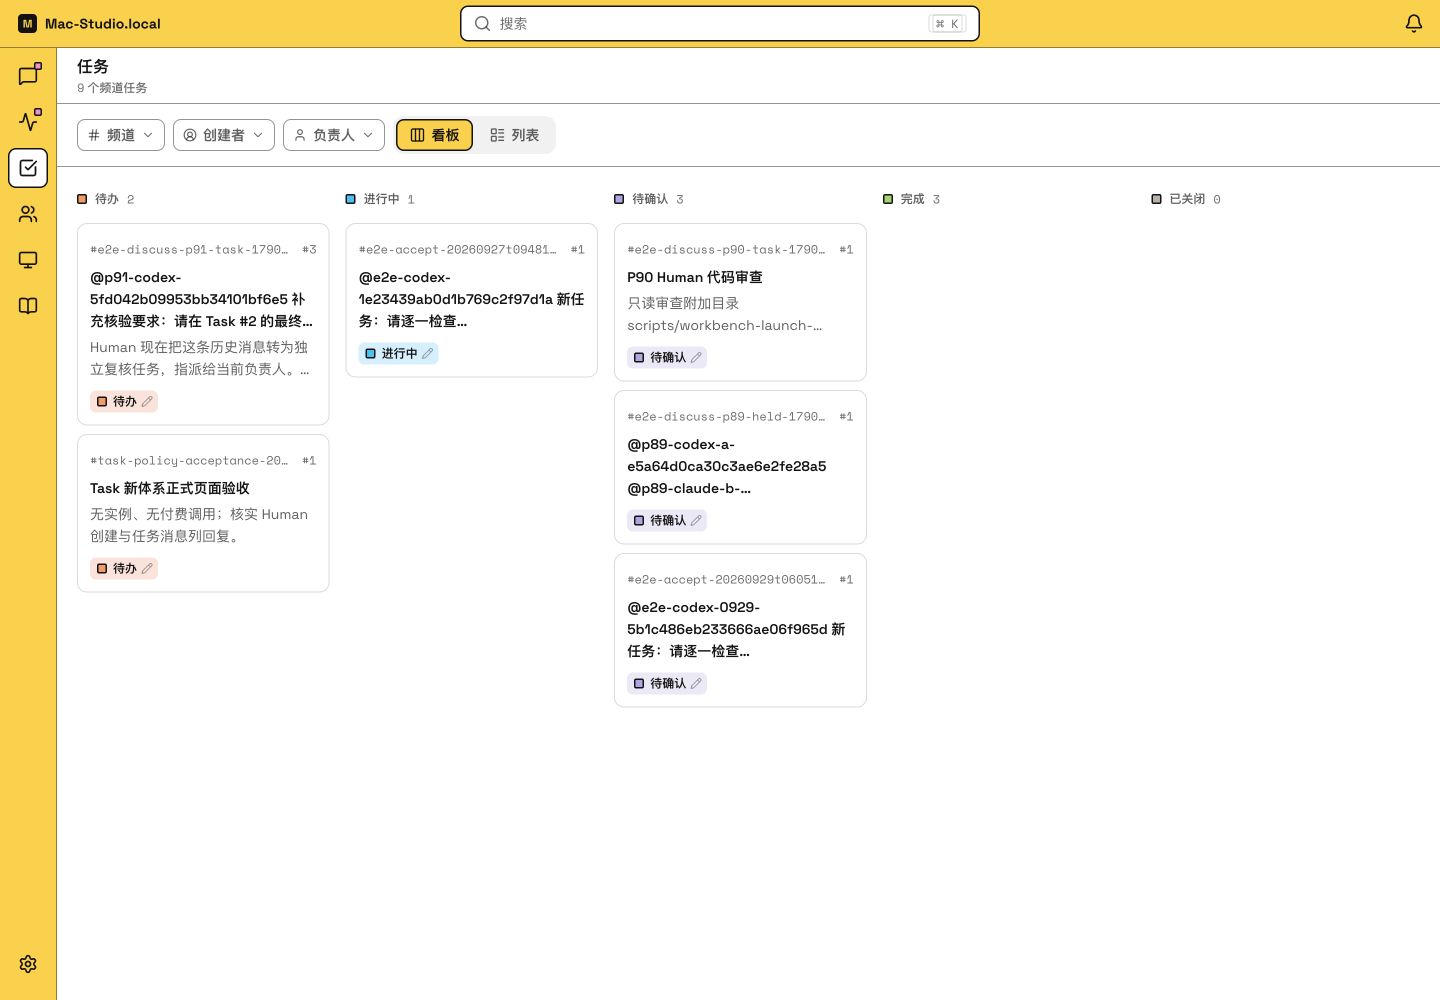 M Mac-Studio.local
搜索
⌘ K
任务
9 个频道任务
频道
创建者
负责人
看板
列表
待办 2
#e2e-discuss-p91-task-1790… #3
@p91-codex-
5fd042b09953bb34101bf6e5 补
充核验要求：请在 Task #2 的最终…
Human 现在把这条历史消息转为独
立复核任务，指派给当前负责人。…
待办
#task-policy-acceptance-20… #1
Task 新体系正式页面验收
无实例、无付费调用；核实 Human
创建与任务消息列回复。
待办
进行中 1
#e2e-accept-20260927t09481… #1
@e2e-codex-
1e23439ab0d1b769c2f97d1a 新任
务：请逐一检查…
进行中
待确认 3
#e2e-discuss-p90-task-1790… #1
P90 Human 代码审查
只读审查附加目录
scripts/workbench-launch-…
待确认
#e2e-discuss-p89-held-1790… #1
@p89-codex-a-
e5a64d0ca30c3ae6e2fe28a5
@p89-claude-b-…
待确认
#e2e-accept-20260929t06051… #1
@e2e-codex-0929-
5b1c486eb233666ae06f965d 新
任务：请逐一检查…
待确认
完成 3
已关闭 0